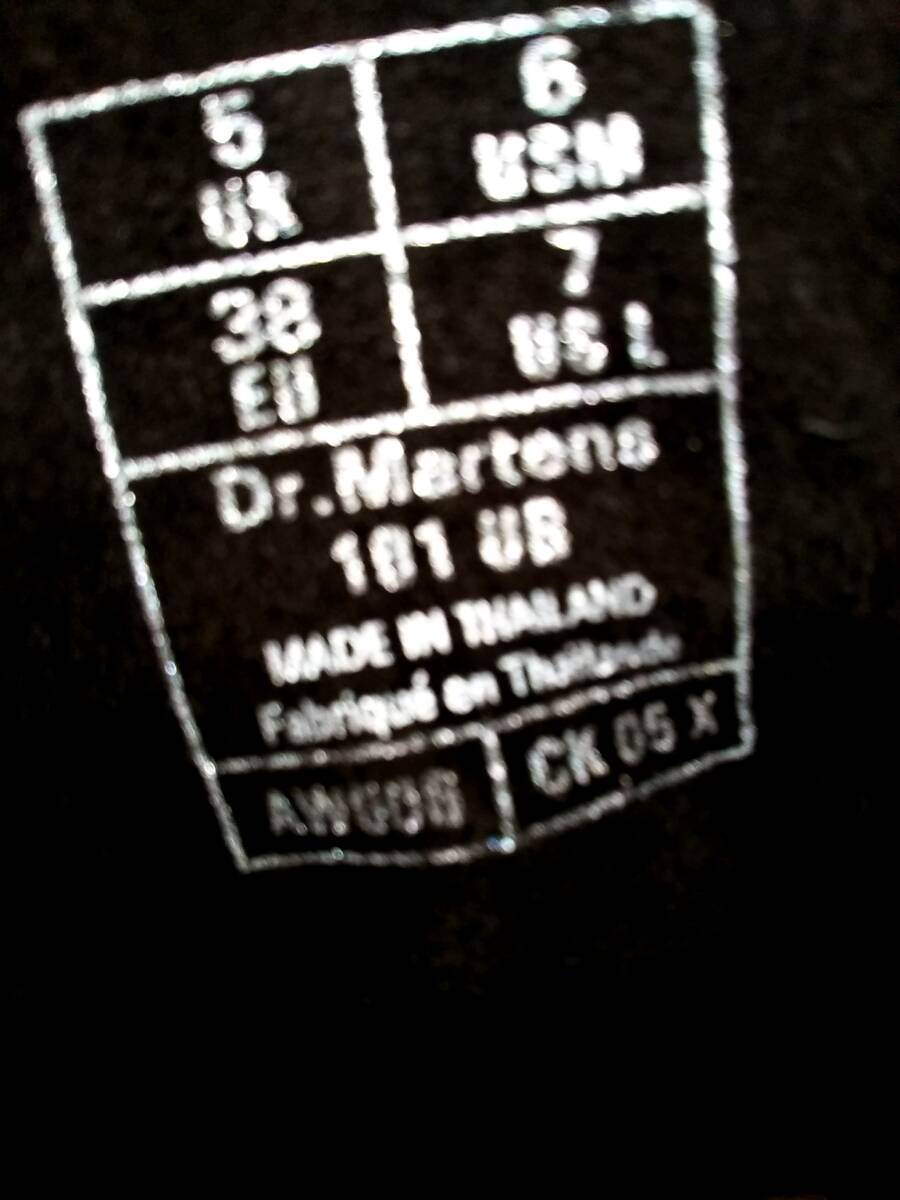 5
UK
6
USM
38
EU
7
US L
Dr.Martens
101 UB
MADE IN THAILAND
Fabriqué en Thaïlande
CK 05 X